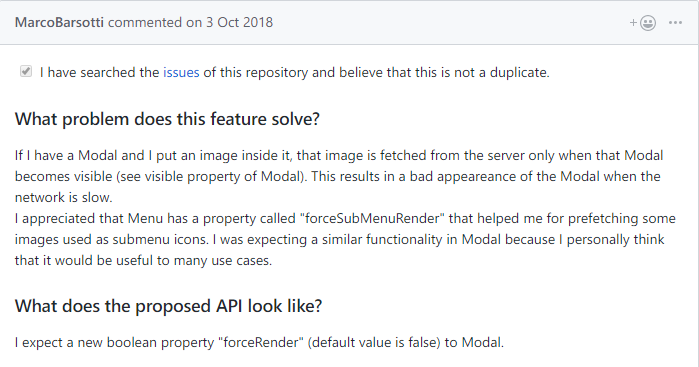 MarcoBarsotti commented on 3 Oct 2018
I have searched the issues of this repository and believe that this is not a duplicate.
What problem does this feature solve?
If I have a Modal and I put an image inside it, that image is fetched from the server only when that Modal
becomes visible (see visible property of Modal). This results in a bad appeareance of the Modal when the
network is slow.
I appreciated that Menu has a property called "forceSubMenuRender" that helped me for prefetching some
images used as submenu icons. I was expecting a similar functionality in Modal because I personally think
that it would be useful to many use cases.
What does the proposed API look like?
I expect a new boolean property "forceRender" (default value is false) to Modal.